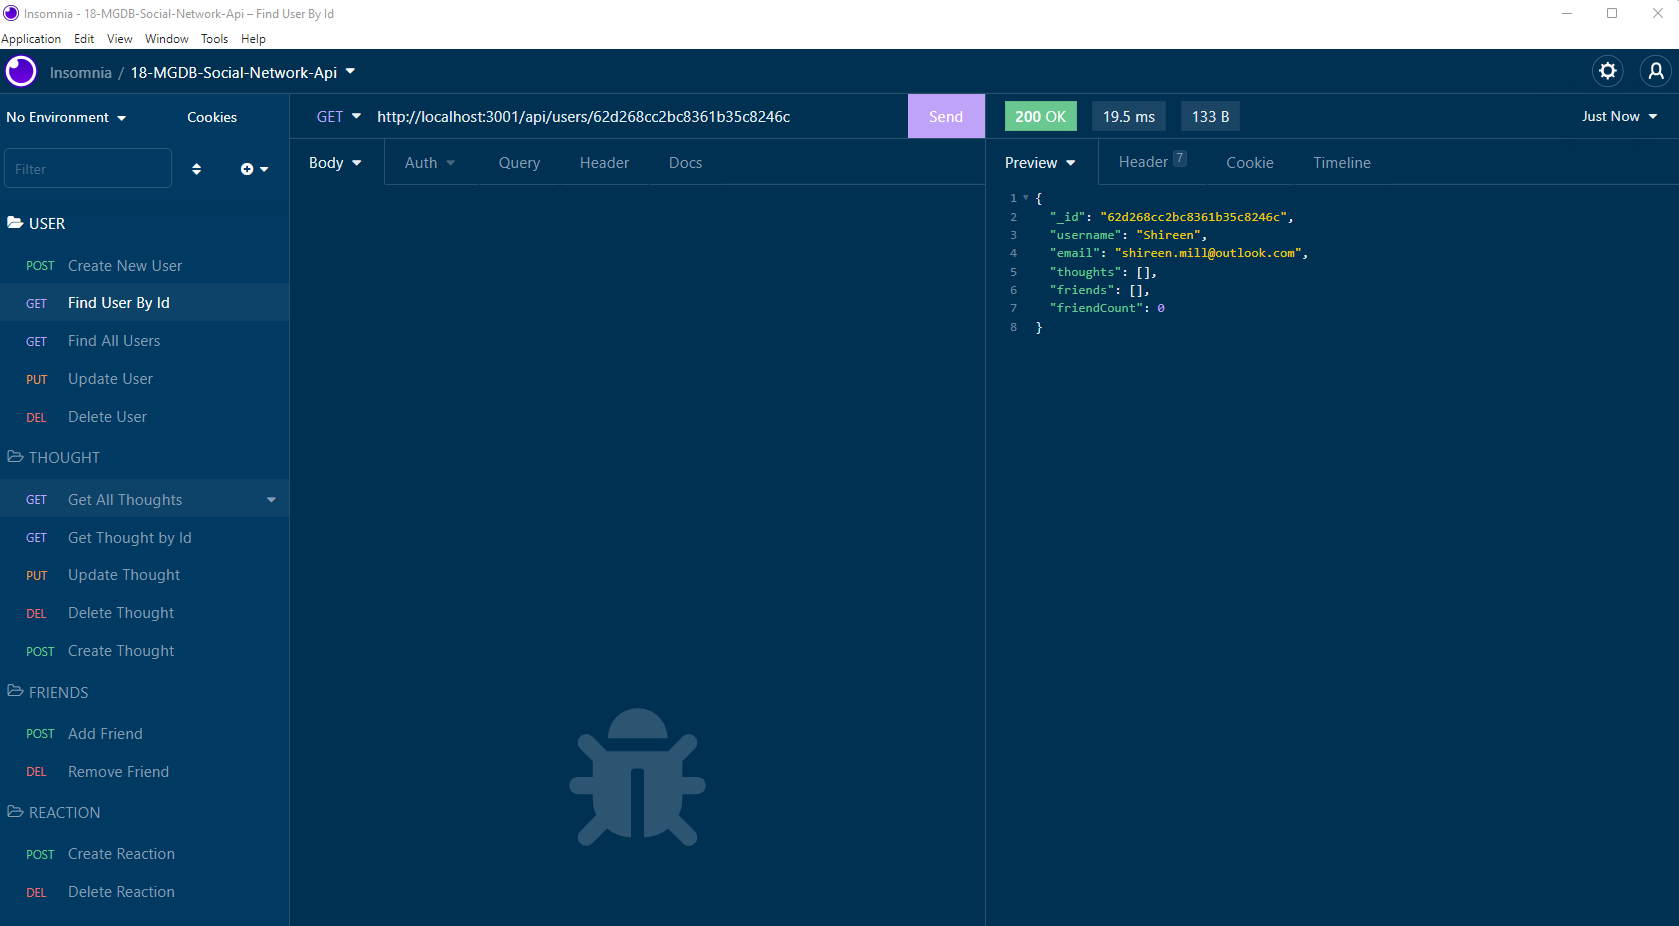 Insomnia - 18-MGDB-Social-Network-Api – Find User By Id
Application Edit View Window Tools Help
Insomnia / 18-MGDB-Social-Network-Api
No Environment Cookies
Filter
USER
POST Create New User
GET Find User By Id
GET Find All Users
PUT Update User
DEL Delete User
THOUGHT
GET Get All Thoughts
GET Get Thought by Id
PUT Update Thought
DEL Delete Thought
POST Create Thought
FRIENDS
POST Add Friend
DEL Remove Friend
REACTION
POST Create Reaction
DEL Delete Reaction
GET http://localhost:3001/api/users/62d268cc2bc8361b35c8246c Send
Body Auth Query Header Docs
200 OK 19.5 ms 133 B Just Now
Preview Header 7 Cookie Timeline
1 {
2 "_id": "62d268cc2bc8361b35c8246c",
3 "username": "Shireen",
4 "email": "shireen.mill@outlook.com",
5 "thoughts": [],
6 "friends": [],
7 "friendCount": 0
8 }